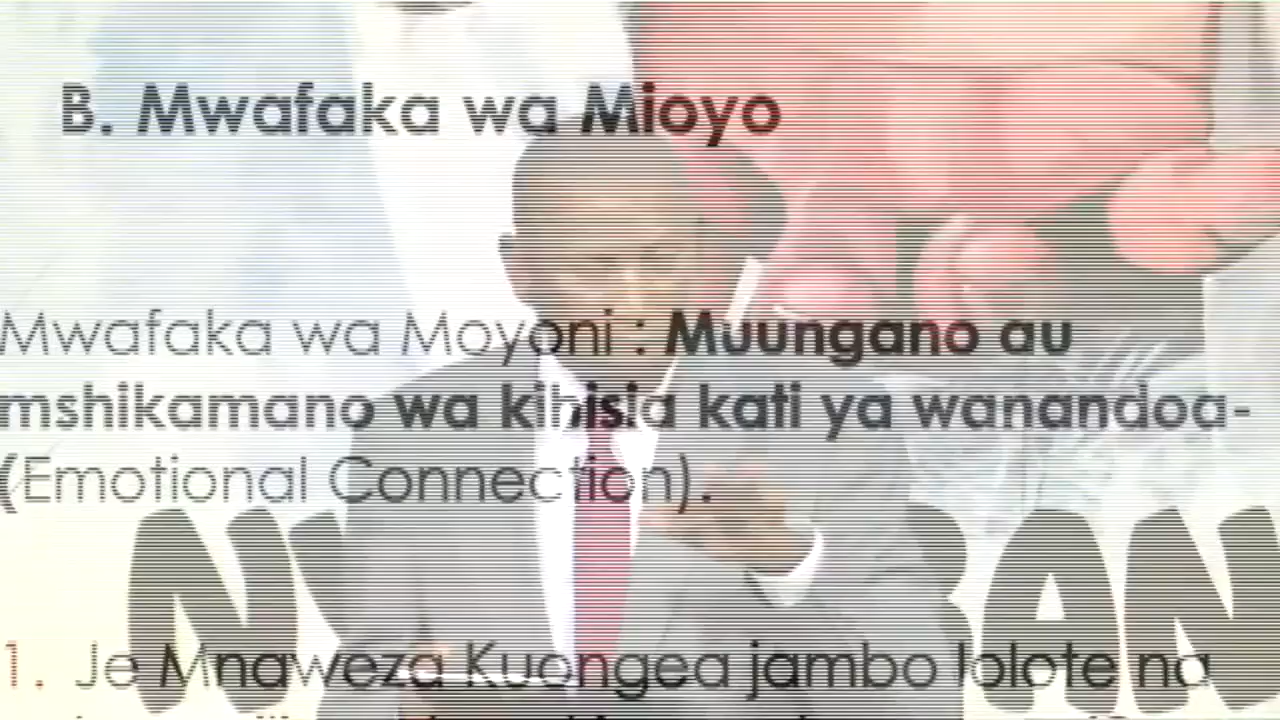 B. Mwafaka wa Mioyo
Mwafaka wa Moyoni : Muungano au
mshikamano wa kihisia kati ya wanandoa-
(Emotional Connection).
1. Je Mnaweza Kuongea jambo lolote na